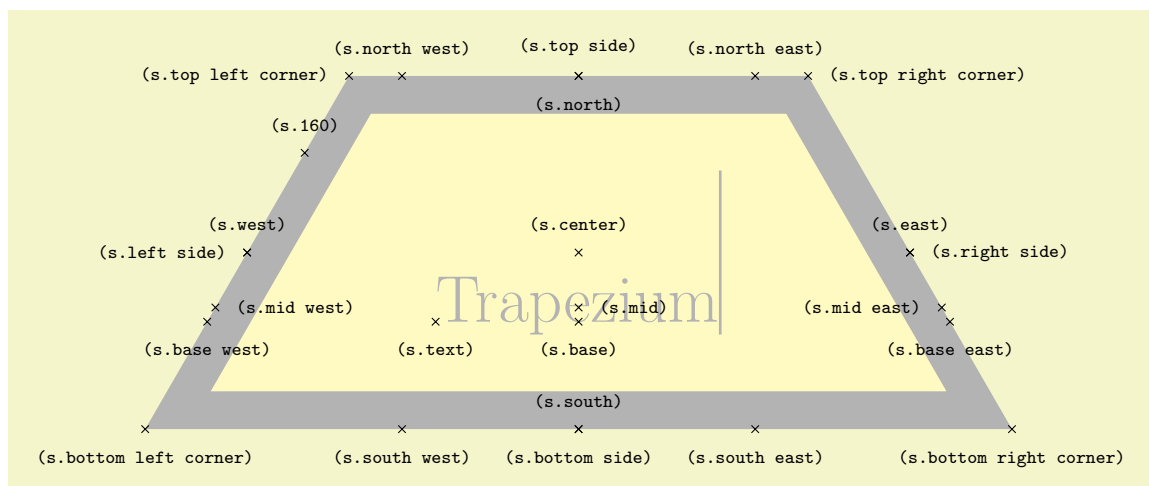 (s.north west) (s.top side) (s.north east)
(s.top left corner) (s.top right corner)
(s.north)
(s.160)
(s.west) (s.center) (s.east)
(s.left side) (s.right side)
Trapezium
(s.mid west) (s.mid) (s.mid east)
(s.base west) (s.text) (s.base) (s.base east)
(s.south)
(s.bottom left corner) (s.south west) (s.bottom side) (s.south east) (s.bottom right corner)